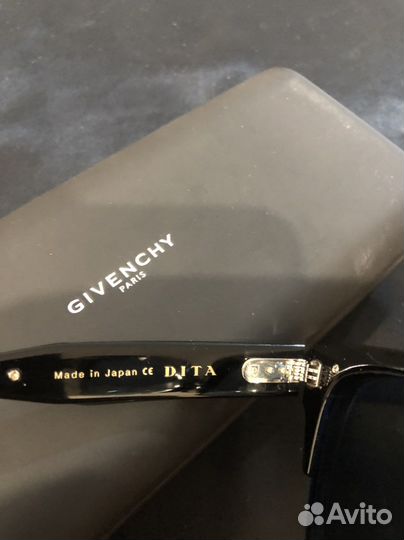 GIVENCHY
PARIS
Made in Japan CE DITA
Avito